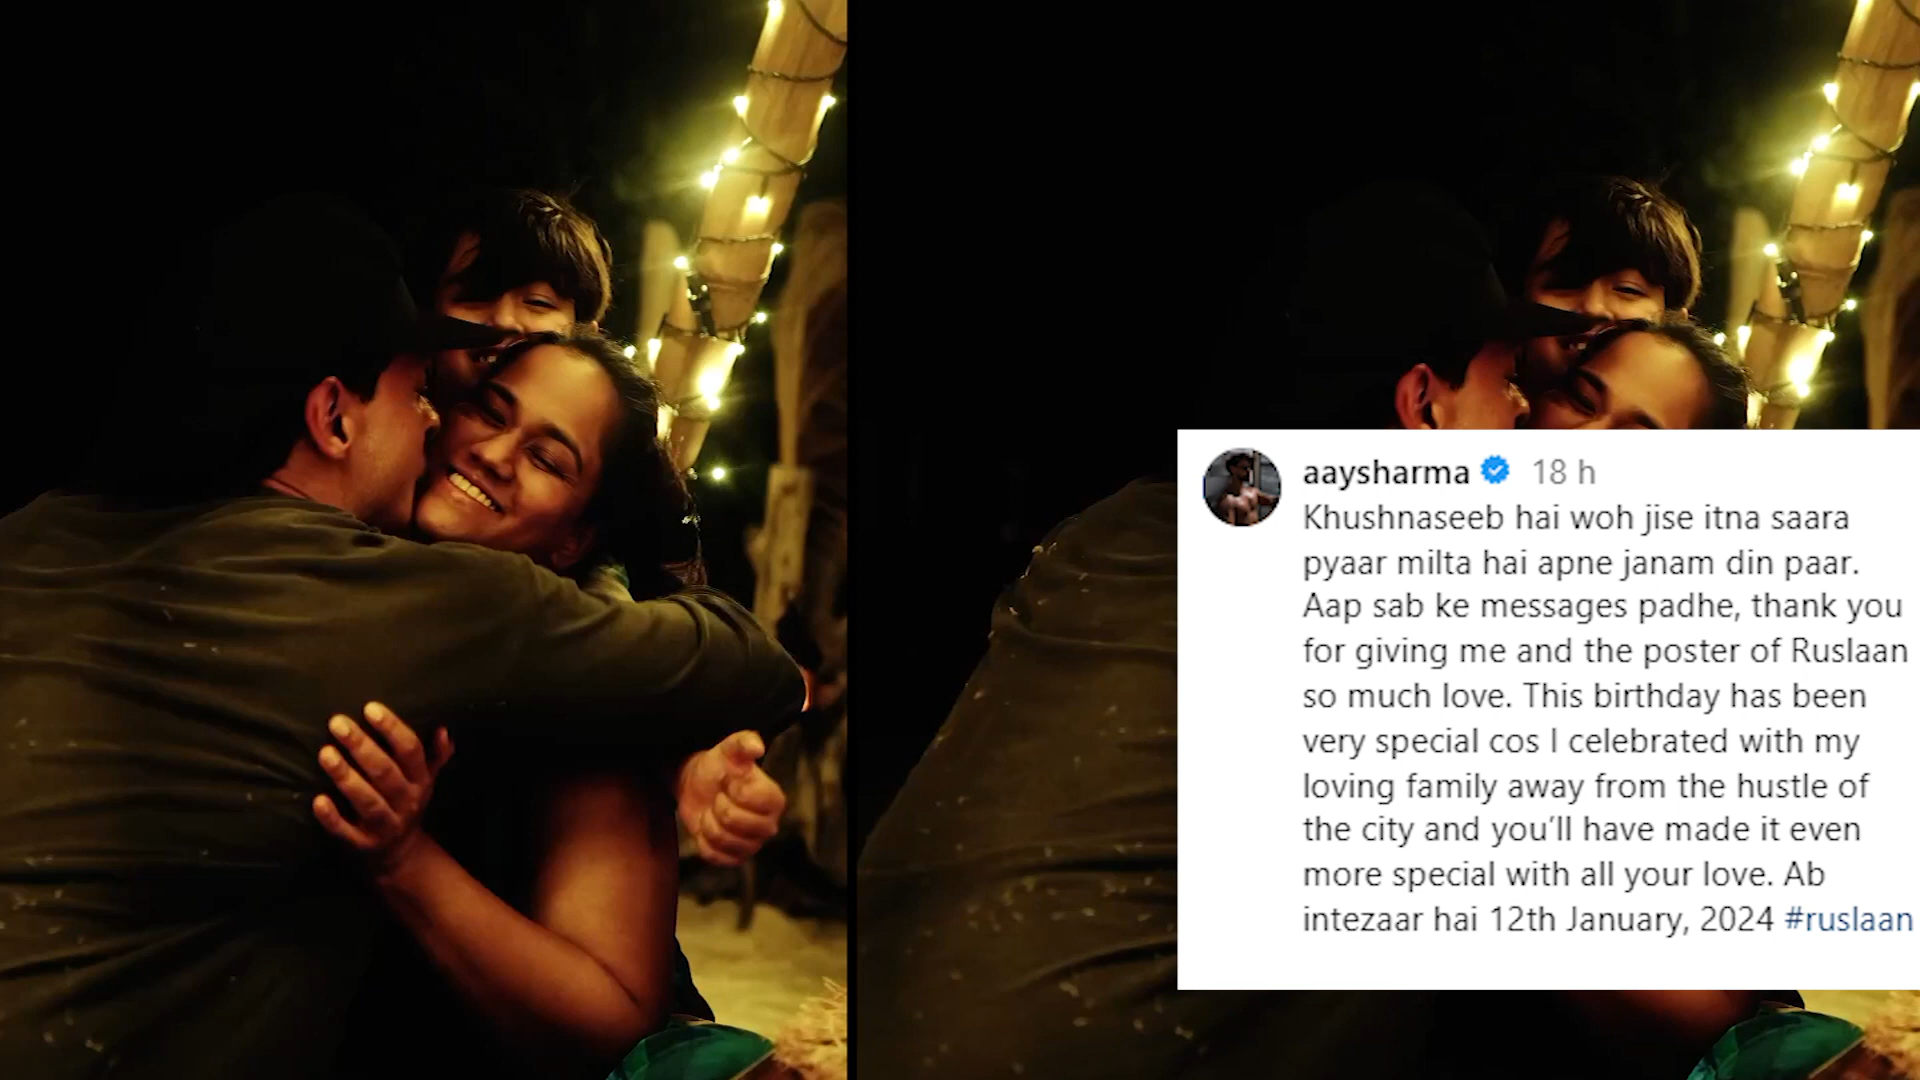 aaysharma 18 h
Khushnaseeb hai woh jise itna saara
pyaar milta hai apne janam din paar.
Aap sab ke messages padhe, thank you
for giving me and the poster of Ruslaan
so much love. This birthday has been
very special cos I celebrated with my
loving family away from the hustle of
the city and you’ll have made it even
more special with all your love. Ab
intezaar hai 12th January, 2024 #ruslaan